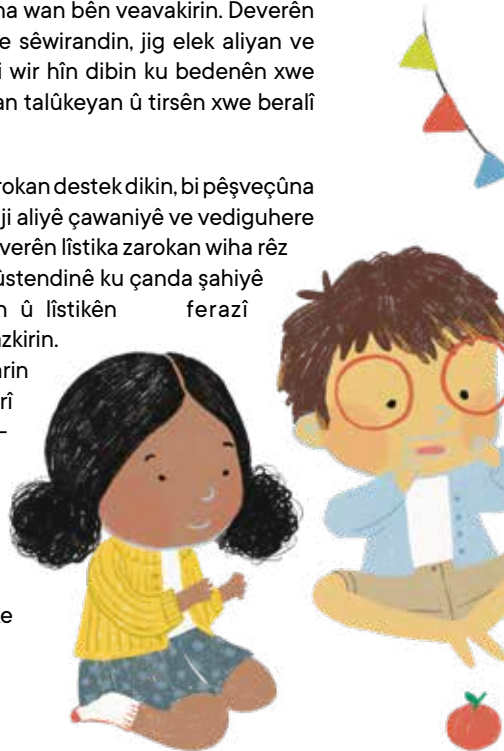 na wan bên veavakirin. Deverên
e sêwirandin, jig elek aliyan ve
i wir hîn dibin ku bedenên xwe
an talûkeyan û tirsên xwe beralî
rokan destek dikin, bi pêşveçûna
ji aliyê çawaniyê ve vediguhere
verên lîstika zarokan wiha rêz
ûstendinê ku çanda şahiyê
n û lîstikên ferazî
azkirin.
rin
rî
–
ke